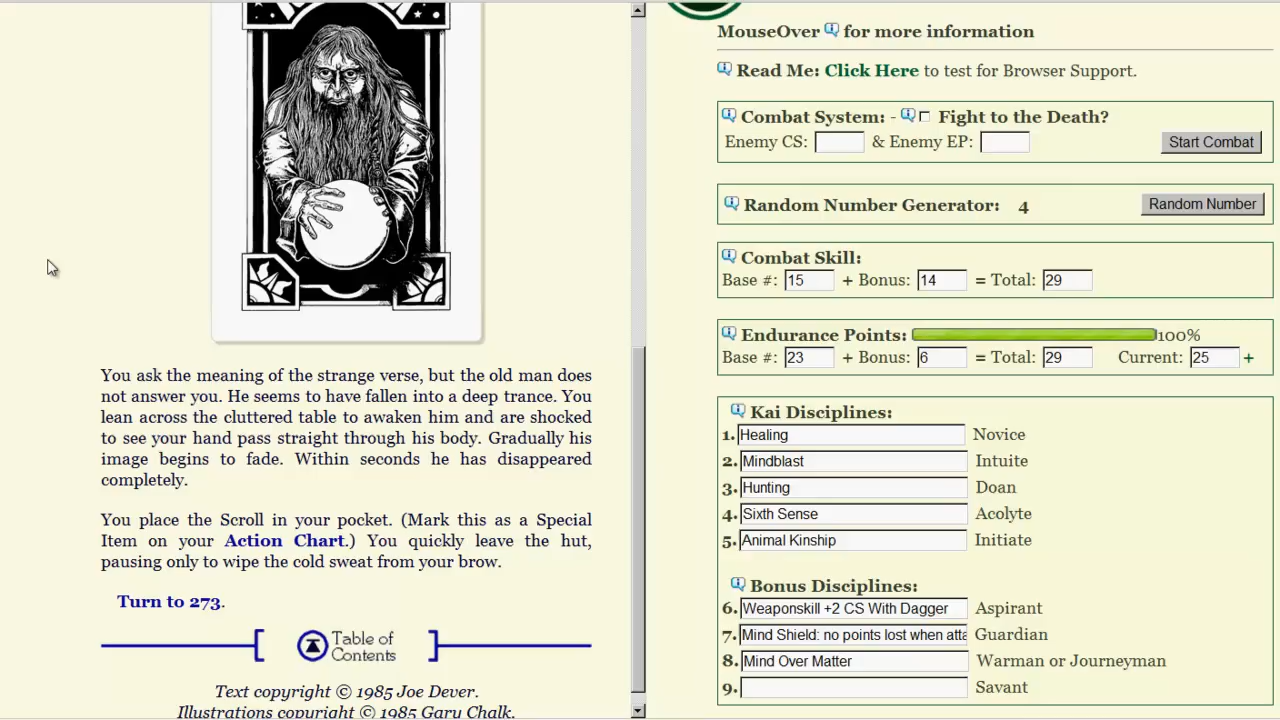 You ask the meaning of the strange verse, but the old man does
not answer you. He seems to have fallen into a deep trance. You
lean across the cluttered table to awaken him and are shocked
to see your hand pass straight through his body. Gradually his
image begins to fade. Within seconds he has disappeared
completely.
You place the Scroll in your pocket. (Mark this as a Special
Item on your Action Chart.) You quickly leave the hut,
pausing only to wipe the cold sweat from your brow.
Turn to 273.
Table of
Contents
Text copyright © 1985 Joe Dever.
Illustrations copyright © 1985 Gary Chalk.
MouseOver for more information
Read Me: Click Here to test for Browser Support.
Combat System: - Fight to the Death?
Enemy CS: & Enemy EP: Start Combat
Random Number Generator: 4 Random Number
Combat Skill:
Base #: 15 + Bonus: 14 = Total: 29
Endurance Points: 100%
Base #: 23 + Bonus: 6 = Total: 29 Current: 25 +
Kai Disciplines:
1. Healing Novice
2. Mindblast Intuite
3. Hunting Doan
4. Sixth Sense Acolyte
5. Animal Kinship Initiate
Bonus Disciplines:
6. Weaponskill +2 CS With Dagger Aspirant
7. Mind Shield: no points lost when atta Guardian
8. Mind Over Matter Warman or Journeyman
9. Savant